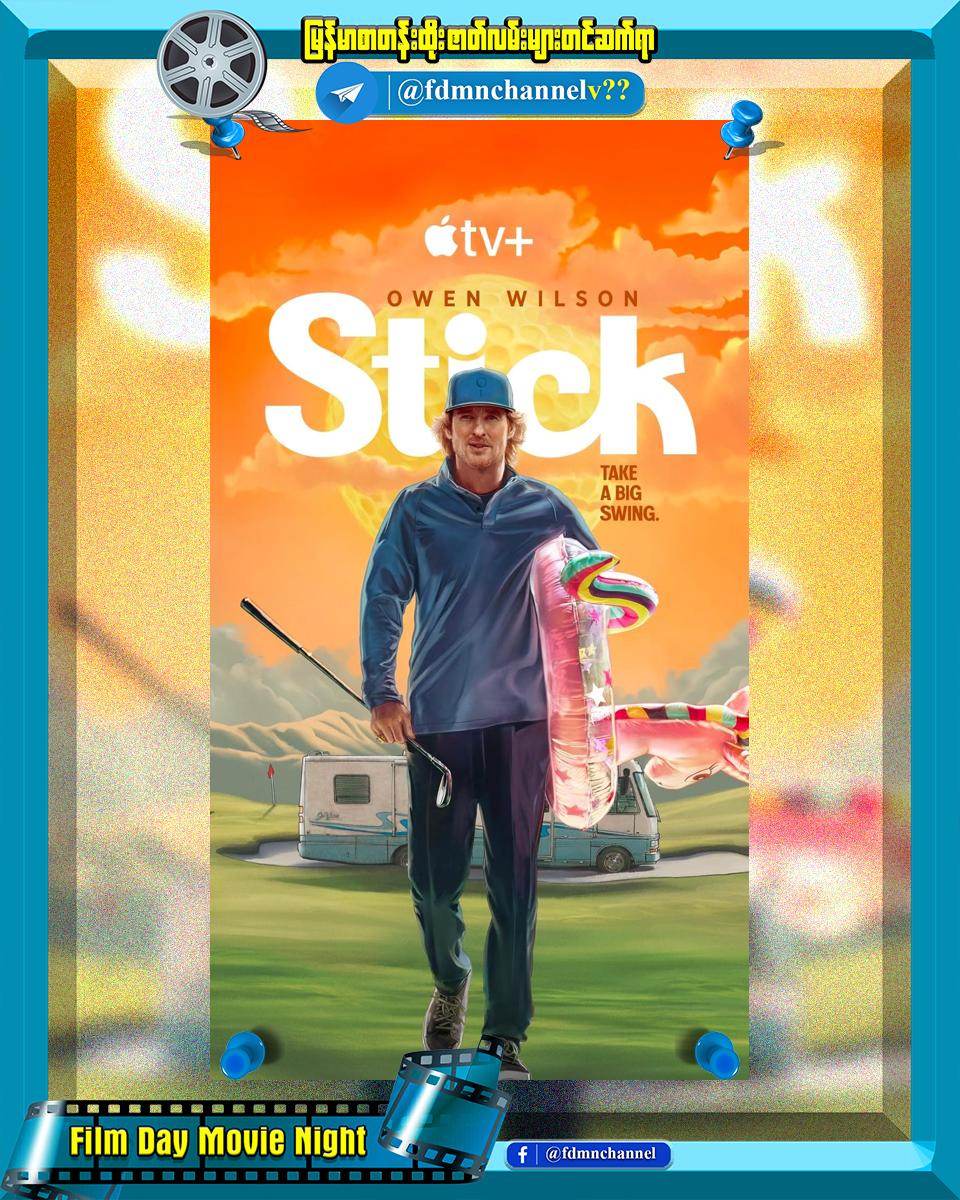 မြန်မာစာတန်းထိုးဇာတ်လမ်းများတင်ဆက်ရာ
@fdmnchannelv??
tv+
OWEN WILSON
Stick
TAKE
A BIG
SWING.
Film Day Movie Night
@fdmnchannel